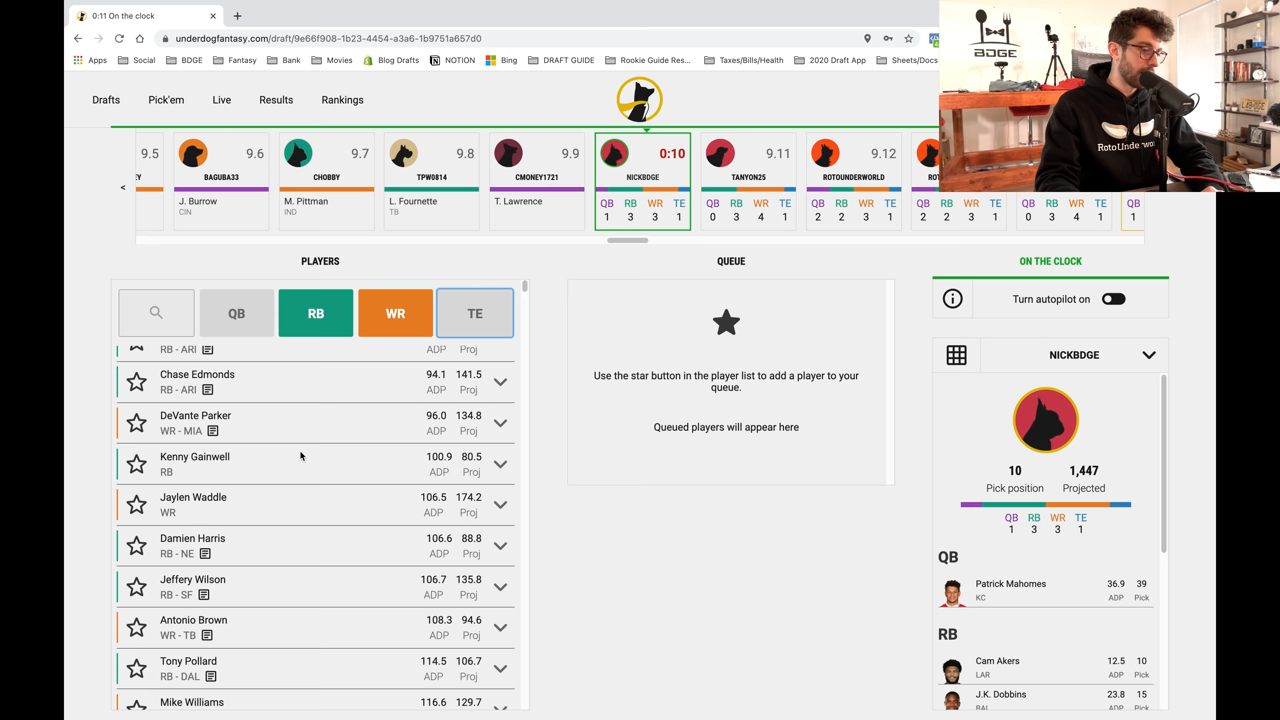 0:11 On the clock
underdogfantasy.com/draft/9e66f908-1b23-4454-a3a6-1b9751a657d0
Apps Social BDGE Fantasy Bank Movies Blog Drafts NOTION Bing DRAFT GUIDE Rookie Guide Res... Taxes/Bills/Health 2020 Draft App Sheets/Docs
BDGE
RotoUnderwo
Drafts Pick'em Live Results Rankings
9.5 9.6 9.7 9.8 9.9 0:10 9.11 9.12
BAGUBA33 CHOBBY TPW0814 CMONEY1721 NICKBDGE TANYON25 ROTOUNDERWORLD
J. Burrow M. Pittman L. Fournette T. Lawrence QB RB WR TE QB RB WR TE QB RB WR TE QB RB WR TE QB RB WR TE QB
CIN IND TB 1 3 3 1 0 3 4 1 2 2 3 1 2 2 3 1 0 3 4 1 1
<
PLAYERS QUEUE ON THE CLOCK
QB RB WR TE
Turn autopilot on
RB - ARI ADP Proj
Chase Edmonds 94.1 141.5
RB - ARI ADP Proj
DeVante Parker 96.0 134.8
WR - MIA ADP Proj
Kenny Gainwell 100.9 80.5
RB ADP Proj
Jaylen Waddle 106.5 174.2
WR ADP Proj
Damien Harris 106.6 88.8
RB - NE ADP Proj
Jeffery Wilson 106.7 135.8
RB - SF ADP Proj
Antonio Brown 108.3 94.6
WR - TB ADP Proj
Tony Pollard 114.5 106.7
RB - DAL ADP Proj
Mike Williams 116.6 129.7
Use the star button in the player list to add a player to your
queue.
Queued players will appear here
NICKBDGE
10 1,447
Pick position Projected
QB RB WR TE
1 3 3 1
QB
Patrick Mahomes 36.9 39
KC ADP Pick
RB
Cam Akers 12.5 10
LAR ADP Pick
J.K. Dobbins 23.8 15
BAL ADP Pick